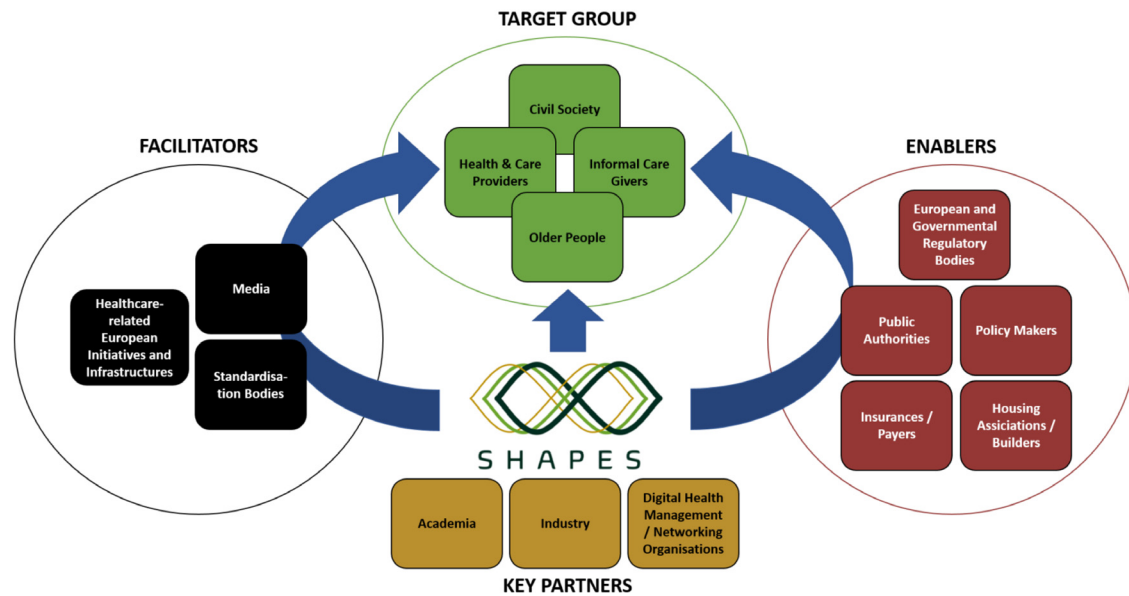 TARGET GROUP
Civil Society
Health & Care
Providers
Informal Care
Givers
Older People
FACILITATORS
Media
Healthcare-
related
European
Initiatives and
Infrastructures
Standardisa-
tion Bodies
ENABLERS
European and
Governmental
Regulatory
Bodies
Public
Authorities
Policy Makers
Insurances /
Payers
Housing
Assiciations /
Builders
SHAPES
Academia
Industry
Digital Health
Management
/ Networking
Organisations
KEY PARTNERS